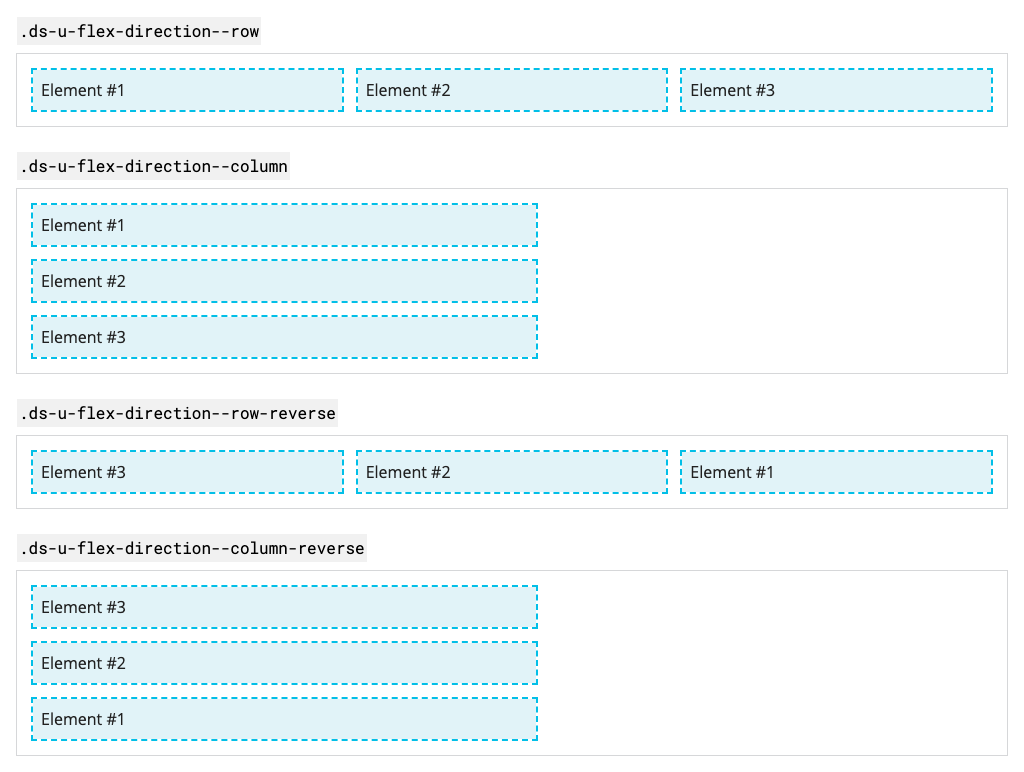 .ds-u-flex-direction--row
Element #1 Element #2 Element #3
.ds-u-flex-direction--column
Element #1
Element #2
Element #3
.ds-u-flex-direction--row-reverse
Element #3 Element #2 Element #1
.ds-u-flex-direction--column-reverse
Element #3
Element #2
Element #1